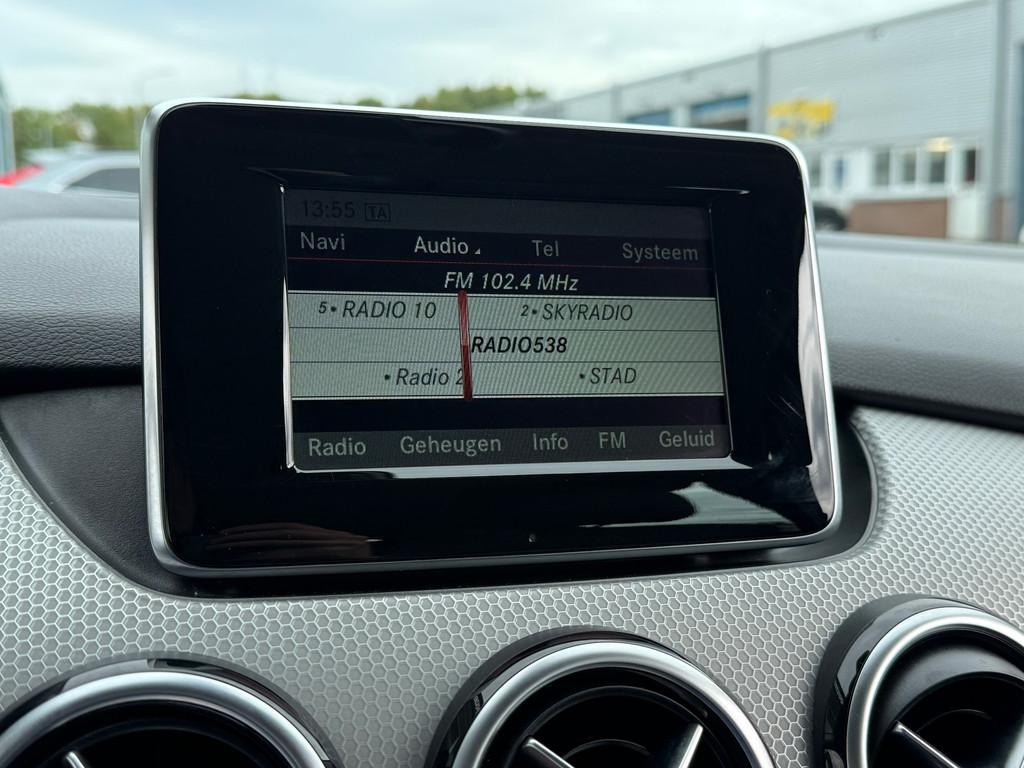 13:55 TA
Navi Audio Tel Systeem
FM 102.4 MHz
5• RADIO 10 2• SKYRADIO
RADIO538
• Radio 2 • STAD
Radio Geheugen Info FM Geluid